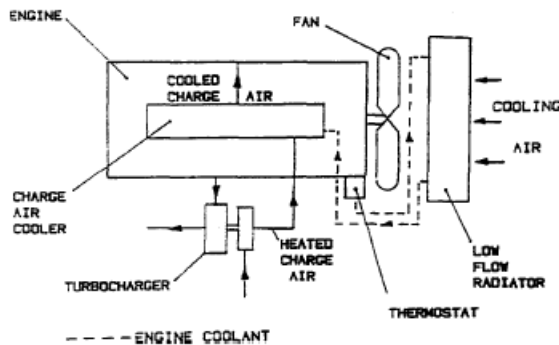 ENGINE
FAN
COOLED
CHARGE AIR
COOLING
AIR
CHARGE
AIR
COOLER
HEATED
CHARGE
AIR
TURBOCHARGER
THERMOSTAT
LOW
FLOW
RADIATOR
ENGINE COOLANT